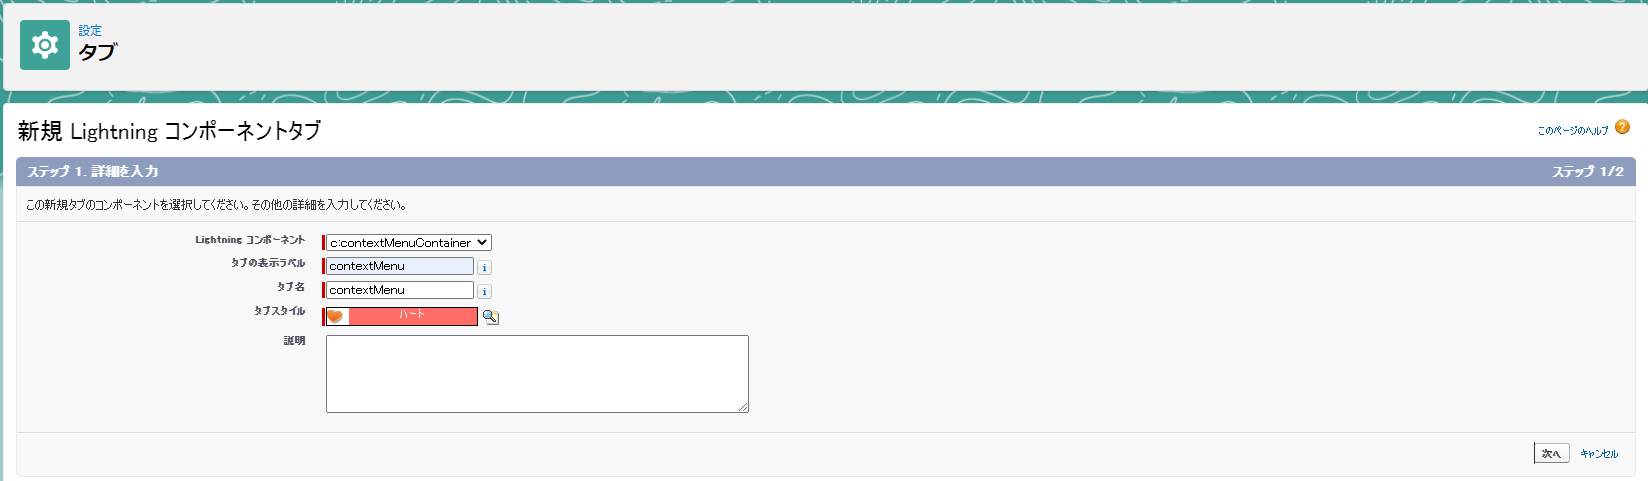 設定
タブ
新規 Lightning コンポーネントタブ
このページのヘルプ ?
ステップ 1. 詳細を入力 ステップ 1/2
この新規タブのコンポーネントを選択してください。その他の詳細を入力してください。
Lightning コンポーネント c:contextMenuContainer
タブの表示ラベル contextMenu i
タブ名 contextMenu i
タブスタイル ハート
説明
次へ キャンセル